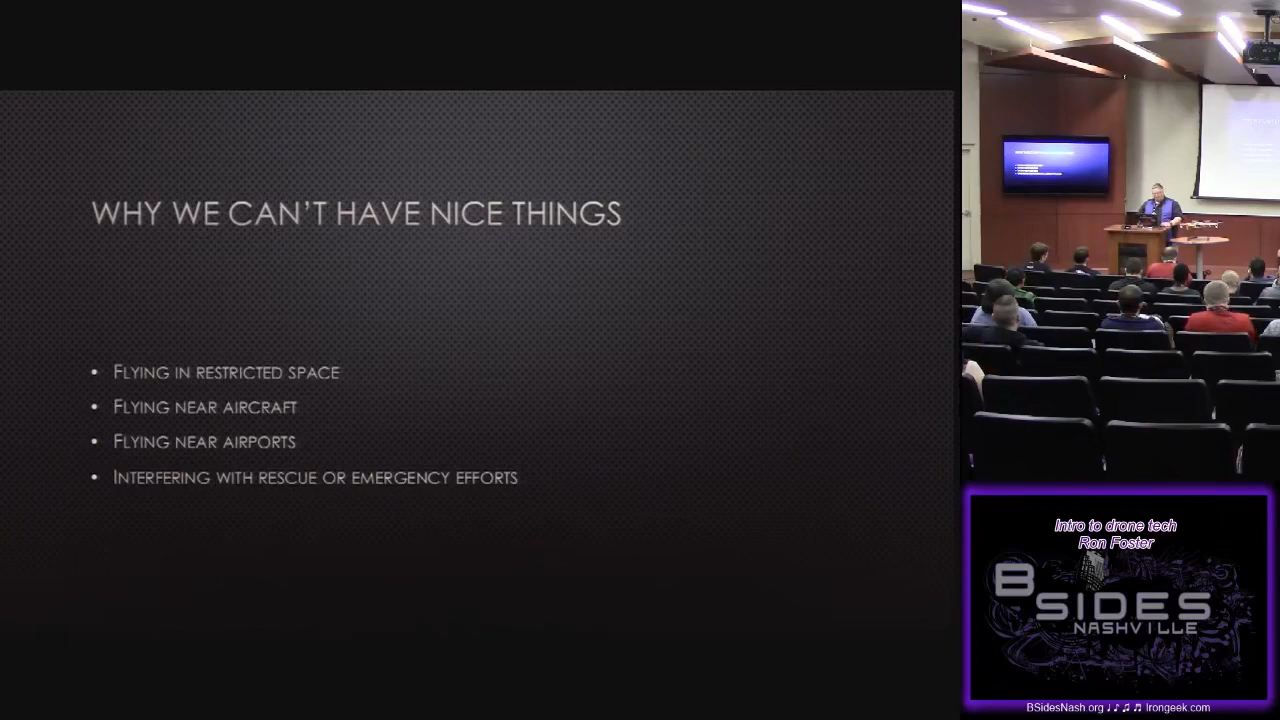 WHY WE CAN'T HAVE NICE THINGS
• FLYING IN RESTRICTED SPACE
• FLYING NEAR AIRCRAFT
• FLYING NEAR AIRPORTS
• INTERFERING WITH RESCUE OR EMERGENCY EFFORTS
Intro to drone tech
Ron Foster
BSIDES
NASHVILLE
BSidesNash.org ♩♪♫♬ Irongeek.com